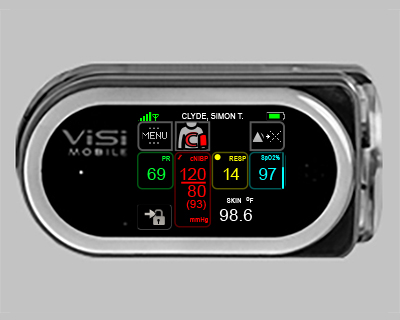 CLYDE, SIMON T.
MENU
ViSi
MOBILE
PR
69
cNIBP
120
80
(93)
mmHg
RESP
14
SpO2%
97
SKIN °F
98.6